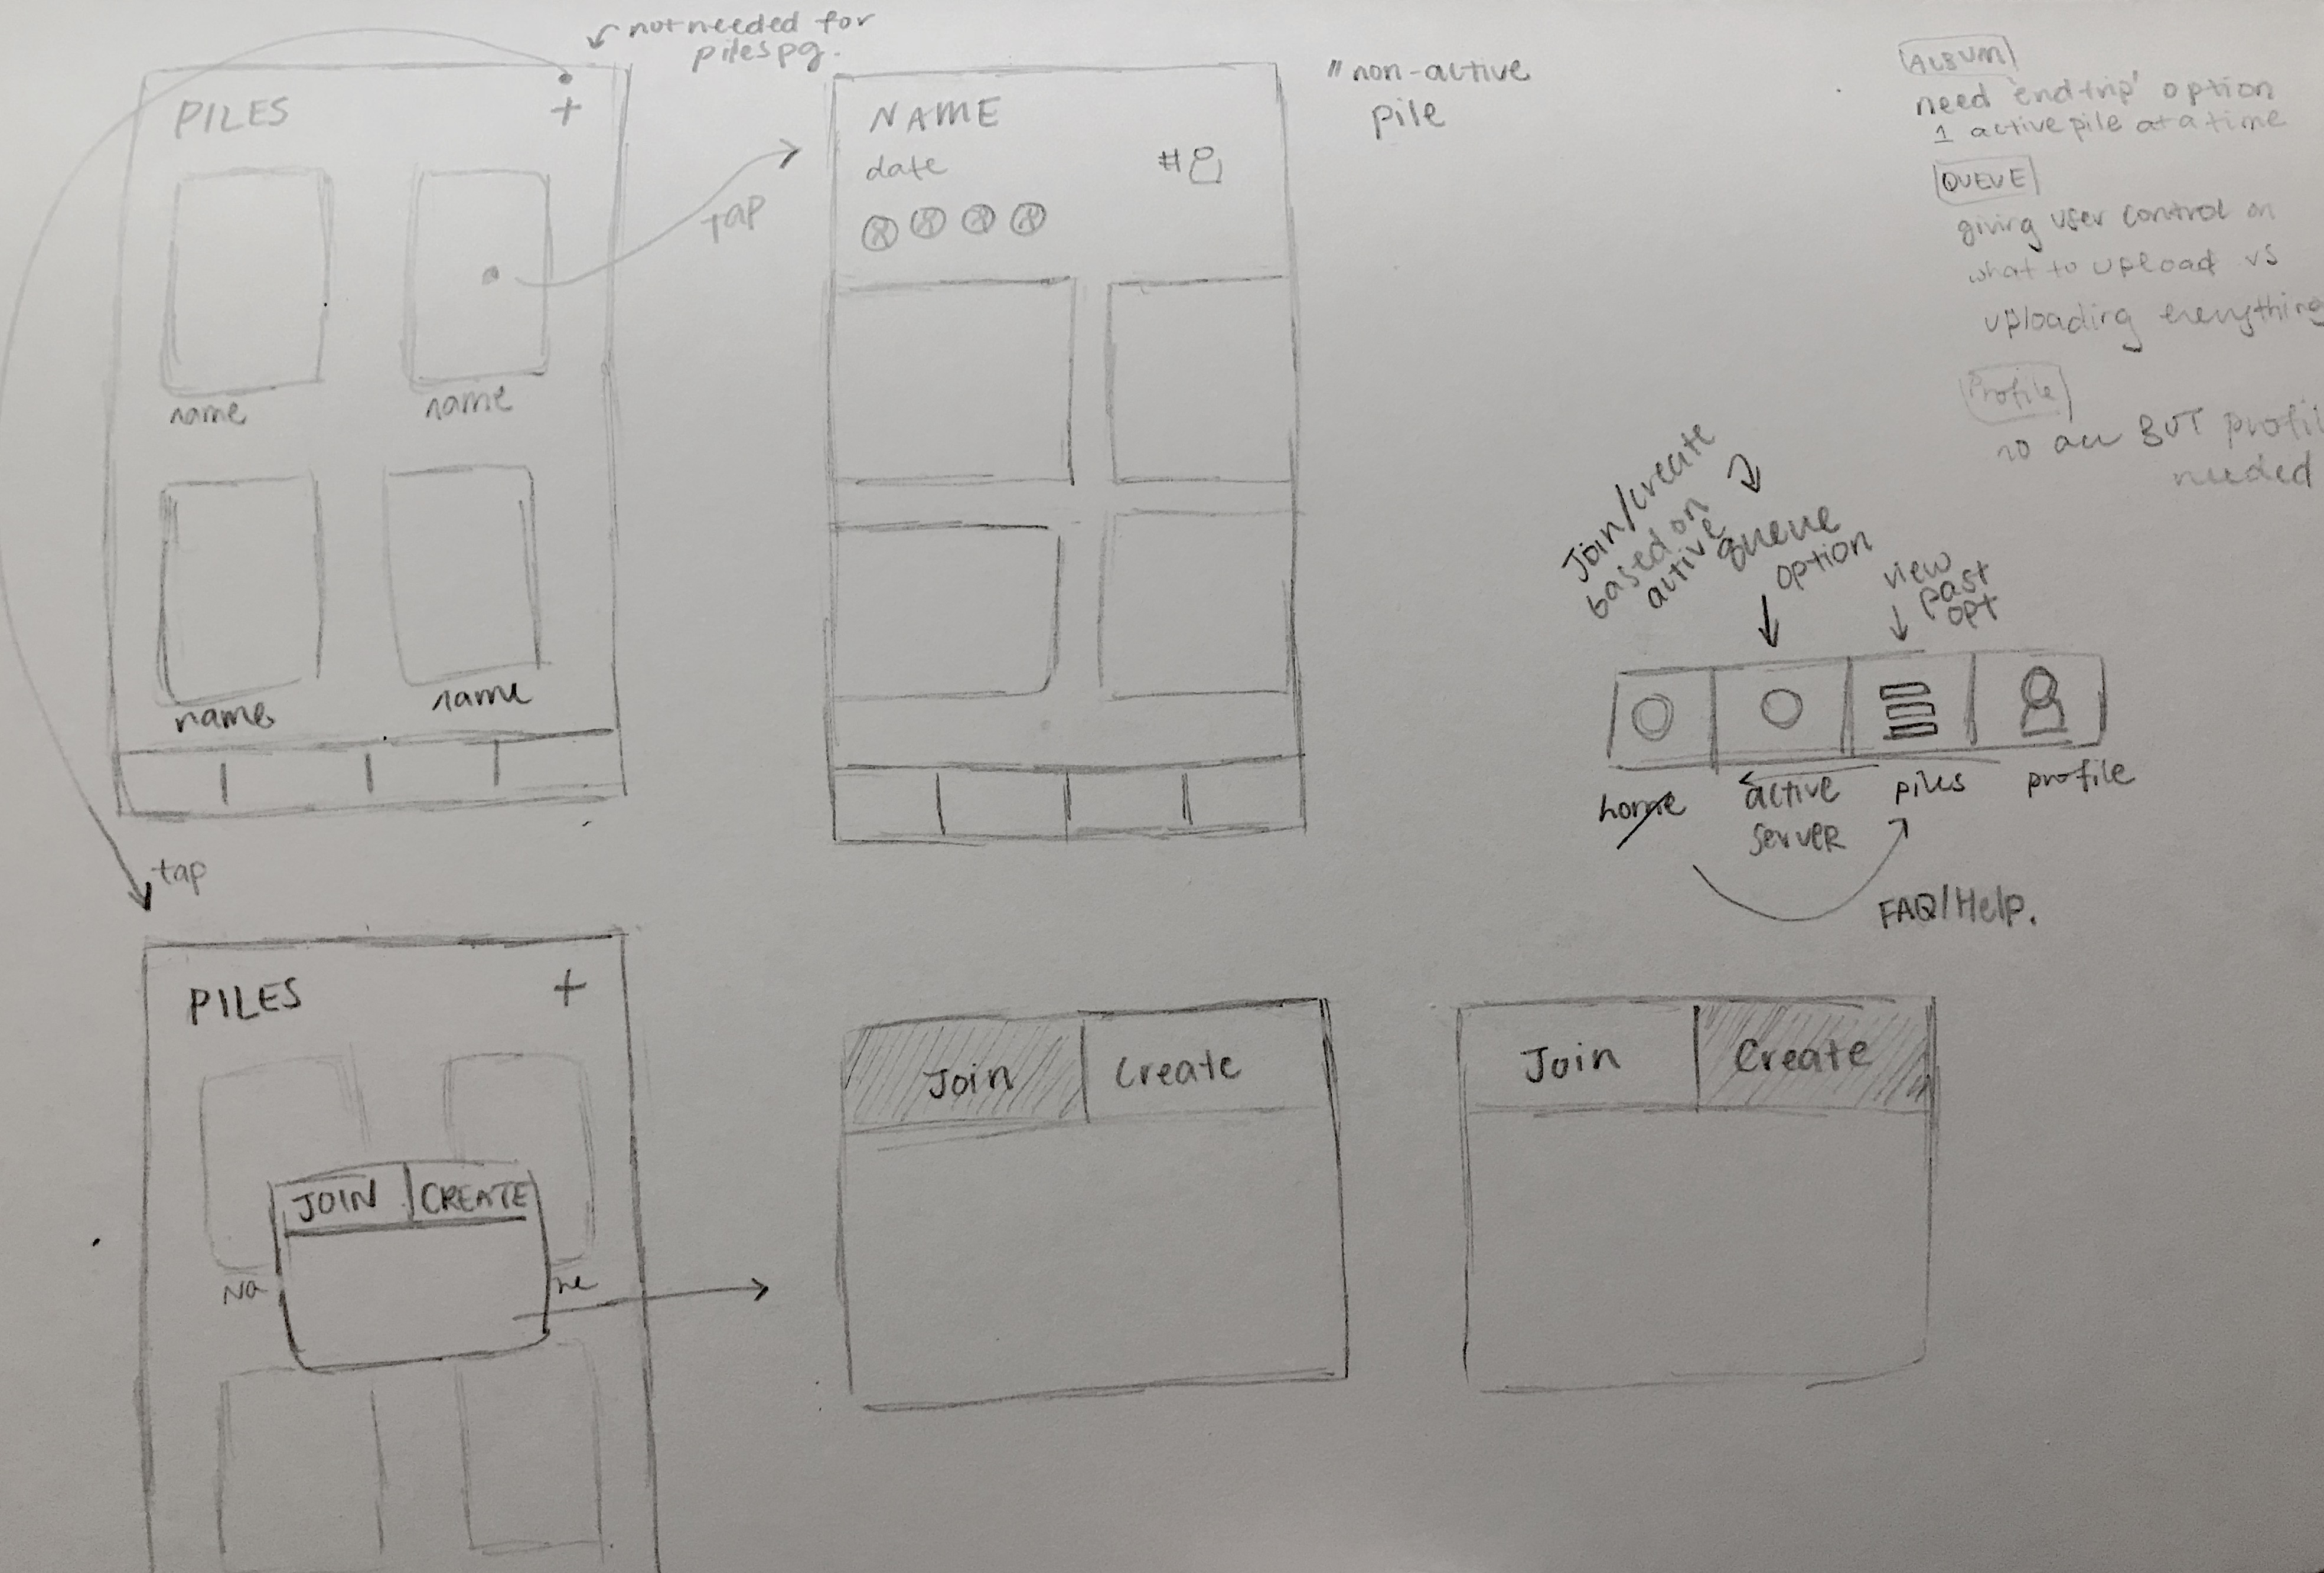 not needed for
piles pg.
PILES +
name
name
name
name
tap
NAME
date
#
"non-active
pile
ALBUM
need 'end trip' option
1 active pile at a time
QUEUE
giving user control on
what to upload vs
uploading everything
Profile
no acc BUT profi
needed
Join/create
based on
active
queue
option
view
past
opt
home
active
server
piles
profile
FAQ/Help.
tap
PILES +
JOIN CREATE
Na
me
Join Create
Join Create